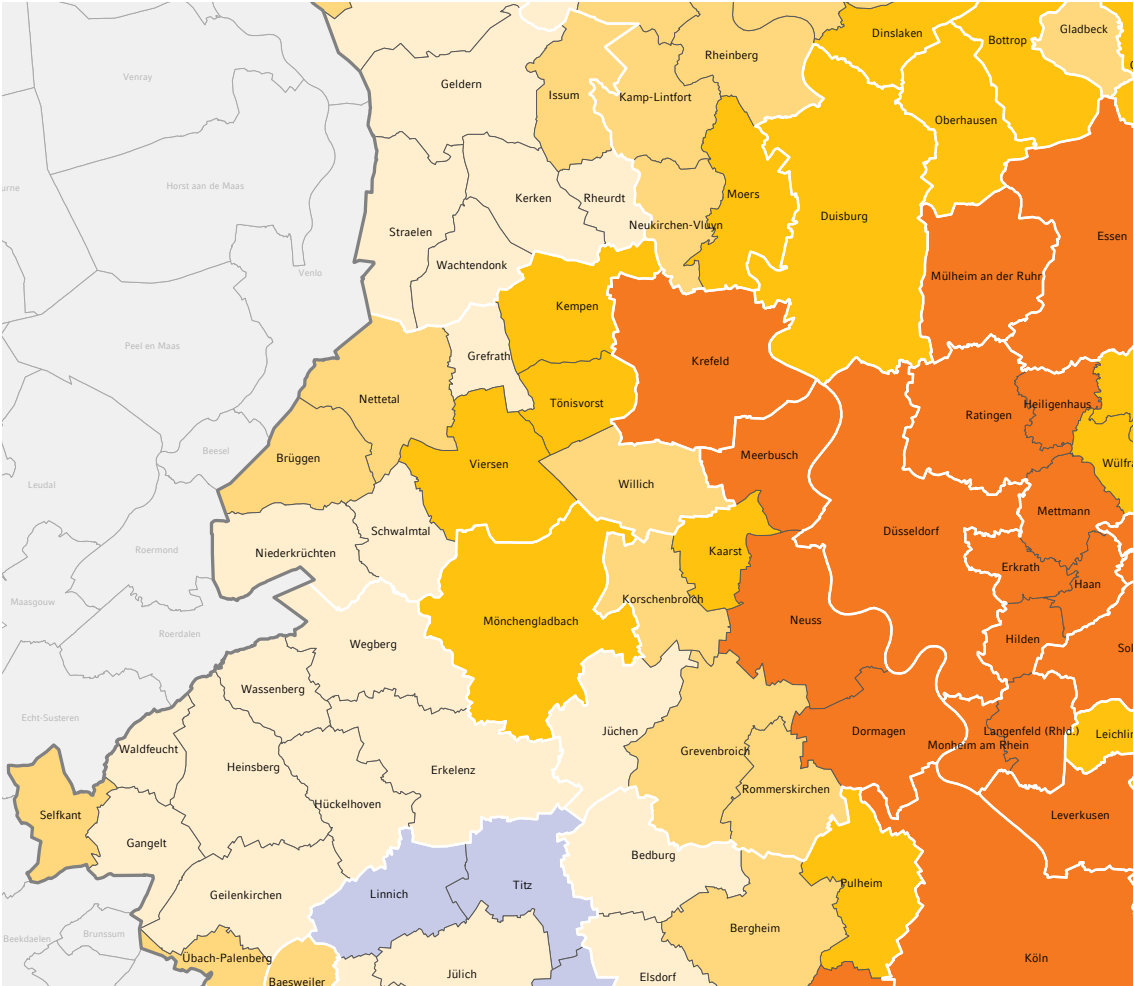 Gladbeck
Dinslaken
Bottrop
Rheinberg
Venray
Geldern
Issum
Kamp-Lintfort
Oberhausen
urne
Horst aan de Maas
Kerken
Rheurdt
Moers
Duisburg
Neukirchen-Vluyn
Straelen
Essen
Wachtendonk
Venlo
Mülheim an der Ruhr
Kempen
Peel en Maas
Grefrath
Krefeld
Nettetal
Tönisvorst
Heiligenhaus
Ratingen
Beesel
Brüggen
Viersen
Meerbusch
Wülfra
Leudal
Willich
Mettmann
Schwalmtal
Düsseldorf
Roermond
Niederkrüchten
Kaarst
Erkrath
Haan
Maasgouw
Korschenbroich
Mönchengladbach
Neuss
Roerdalen
Hilden
Wegberg
Sol
Wassenberg
Echt-Susteren
Jüchen
Dormagen
Langenfeld (Rhld.)
Leichlin
Waldfeucht
Grevenbroich
Monheim am Rhein
Heinsberg
Erkelenz
Rommerskirchen
Hückelhoven
Selfkant
Leverkusen
Gangelt
Bedburg
Pulheim
Titz
Geilenkirchen
Linnich
Bergheim
Brunssum
Beekdaelen
Übach-Palenberg
Köln
Jülich
Elsdorf
Baesweiler